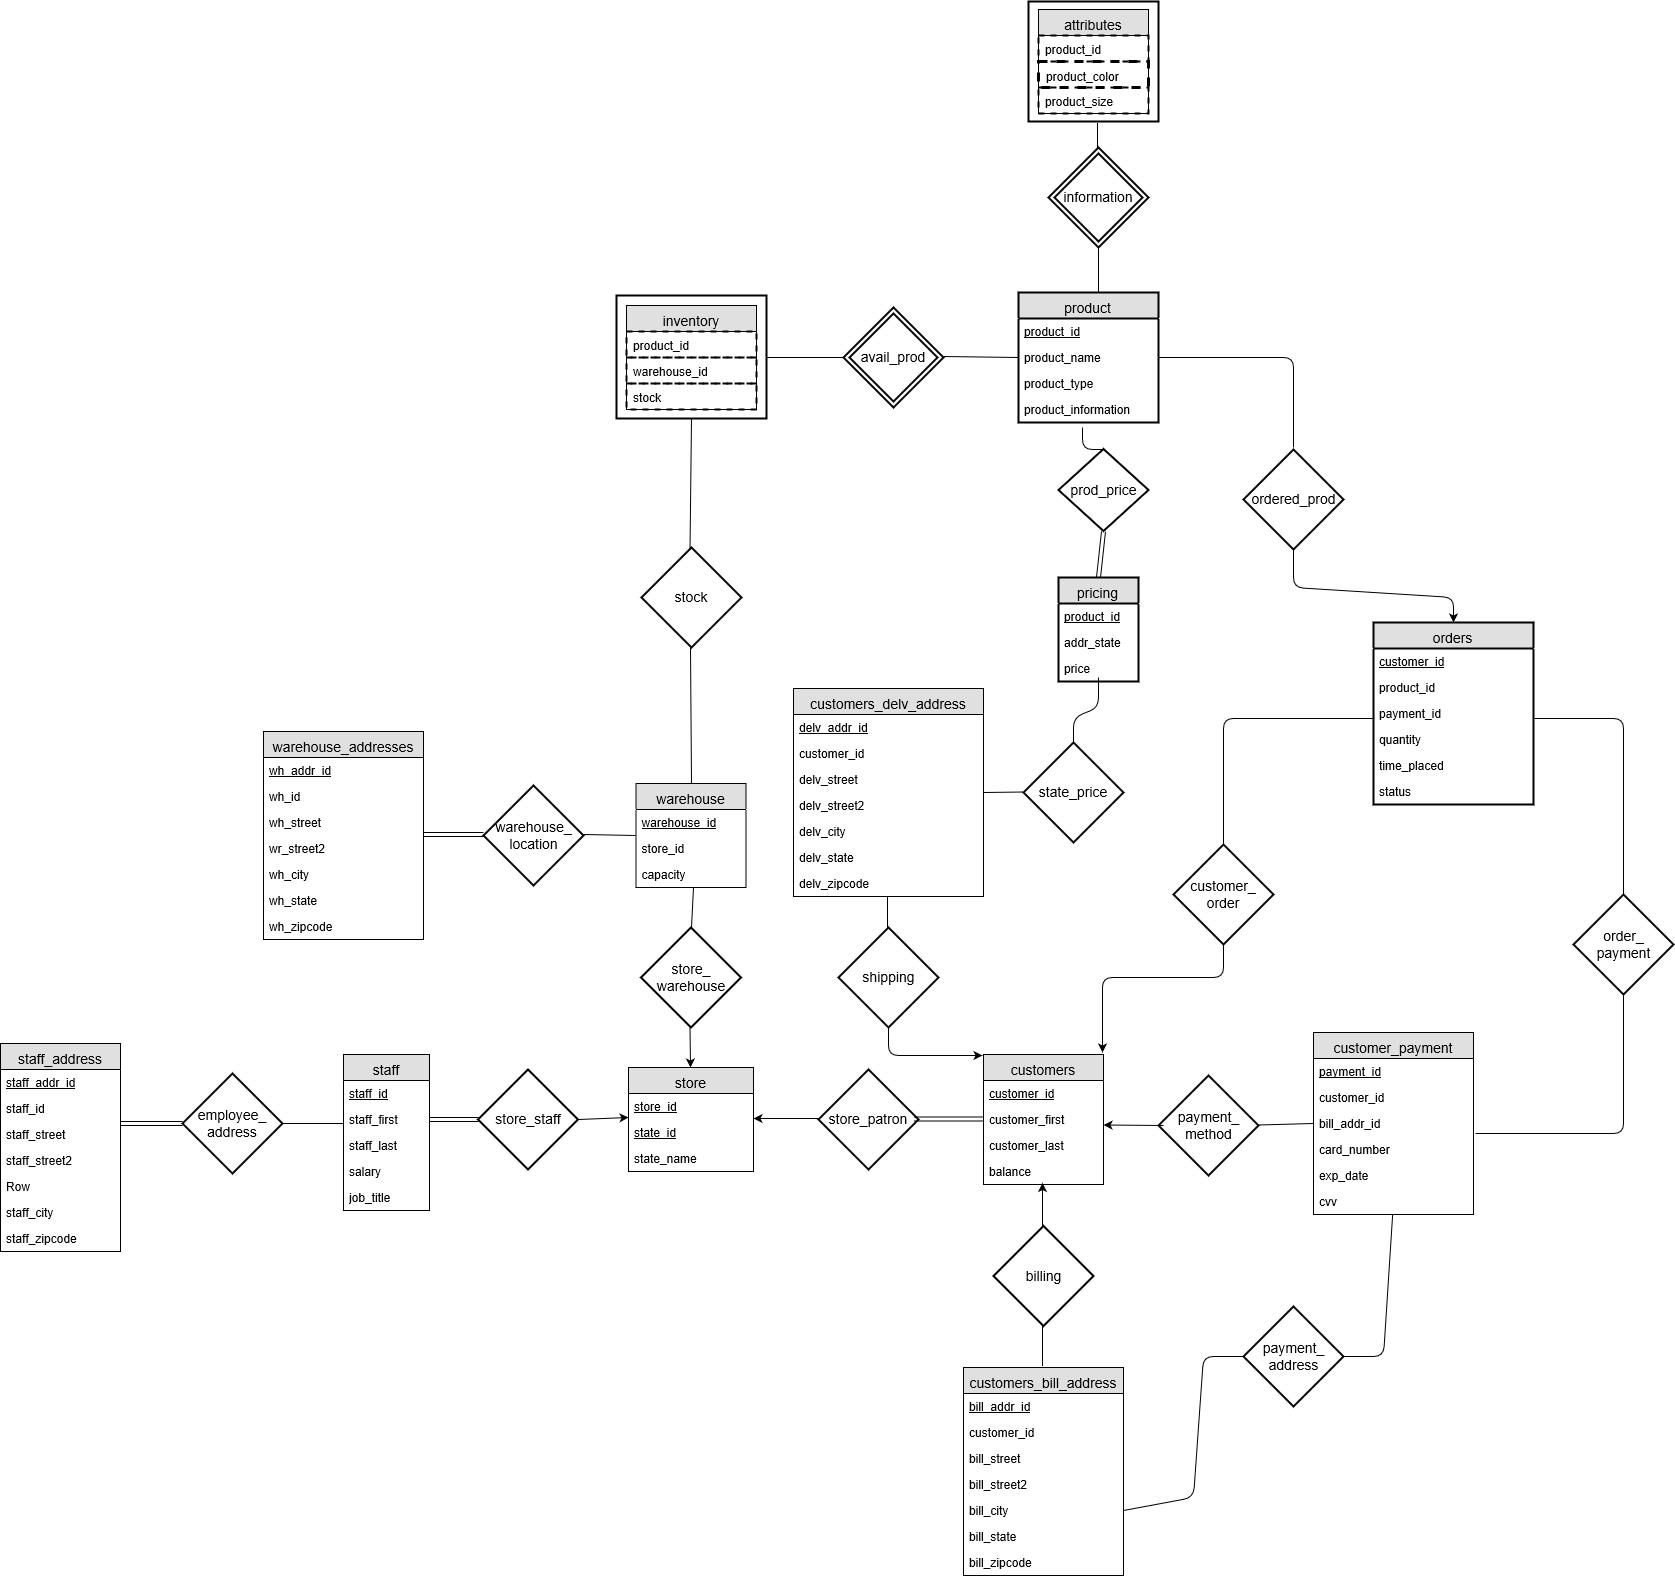 attributes
product_id
product_color
product_size
information
inventory
product_id
warehouse_id
stock
avail_prod
product
product_id
product_name
product_type
product_information
prod_price
ordered_prod
stock
pricing
product_id
addr_state
price
orders
customer_id
product_id
payment_id
quantity
time_placed
status
customers_delv_address
delv_addr_id
customer_id
delv_street
delv_street2
delv_city
delv_state
delv_zipcode
state_price
warehouse_addresses
wh_addr_id
wh_id
wh_street
wr_street2
wh_city
wh_state
wh_zipcode
warehouse_
location
warehouse
warehouse_id
store_id
capacity
customer_
order
order_
payment
store_
warehouse
shipping
staff_address
staff_addr_id
staff_id
staff_street
staff_street2
Row
staff_city
staff_zipcode
employee_
address
staff
staff_id
staff_first
staff_last
salary
job_title
store_staff
store
store_id
state_id
state_name
store_patron
customers
customer_id
customer_first
customer_last
balance
payment_
method
customer_payment
payment_id
customer_id
bill_addr_id
card_number
exp_date
cvv
billing
payment_
address
customers_bill_address
bill_addr_id
customer_id
bill_street
bill_street2
bill_city
bill_state
bill_zipcode